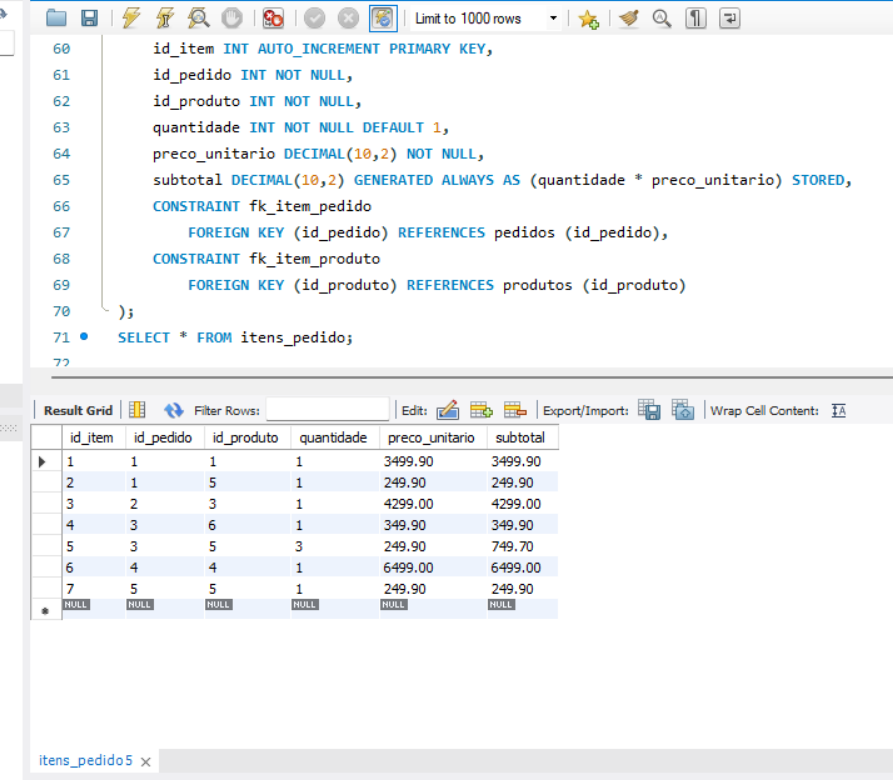 Limit to 1000 rows
60 id_item INT AUTO_INCREMENT PRIMARY KEY,
61 id_pedido INT NOT NULL,
62 id_produto INT NOT NULL,
63 quantidade INT NOT NULL DEFAULT 1,
64 preco_unitario DECIMAL(10,2) NOT NULL,
65 subtotal DECIMAL(10,2) GENERATED ALWAYS AS (quantidade * preco_unitario) STORED,
66 CONSTRAINT fk_item_pedido
67 FOREIGN KEY (id_pedido) REFERENCES pedidos (id_pedido),
68 CONSTRAINT fk_item_produto
69 FOREIGN KEY (id_produto) REFERENCES produtos (id_produto)
70 );
71 SELECT * FROM itens_pedido;
72
Result Grid Filter Rows: Edit: Export/Import: Wrap Cell Content: IA
id_item id_pedido id_produto quantidade preco_unitario subtotal
1 1 1 1 3499.90 3499.90
2 1 5 1 249.90 249.90
3 2 3 1 4299.00 4299.00
4 3 6 1 349.90 349.90
5 3 5 3 249.90 749.70
6 4 4 1 6499.00 6499.00
7 5 5 1 249.90 249.90
NULL NULL NULL NULL NULL NULL
itens_pedido5